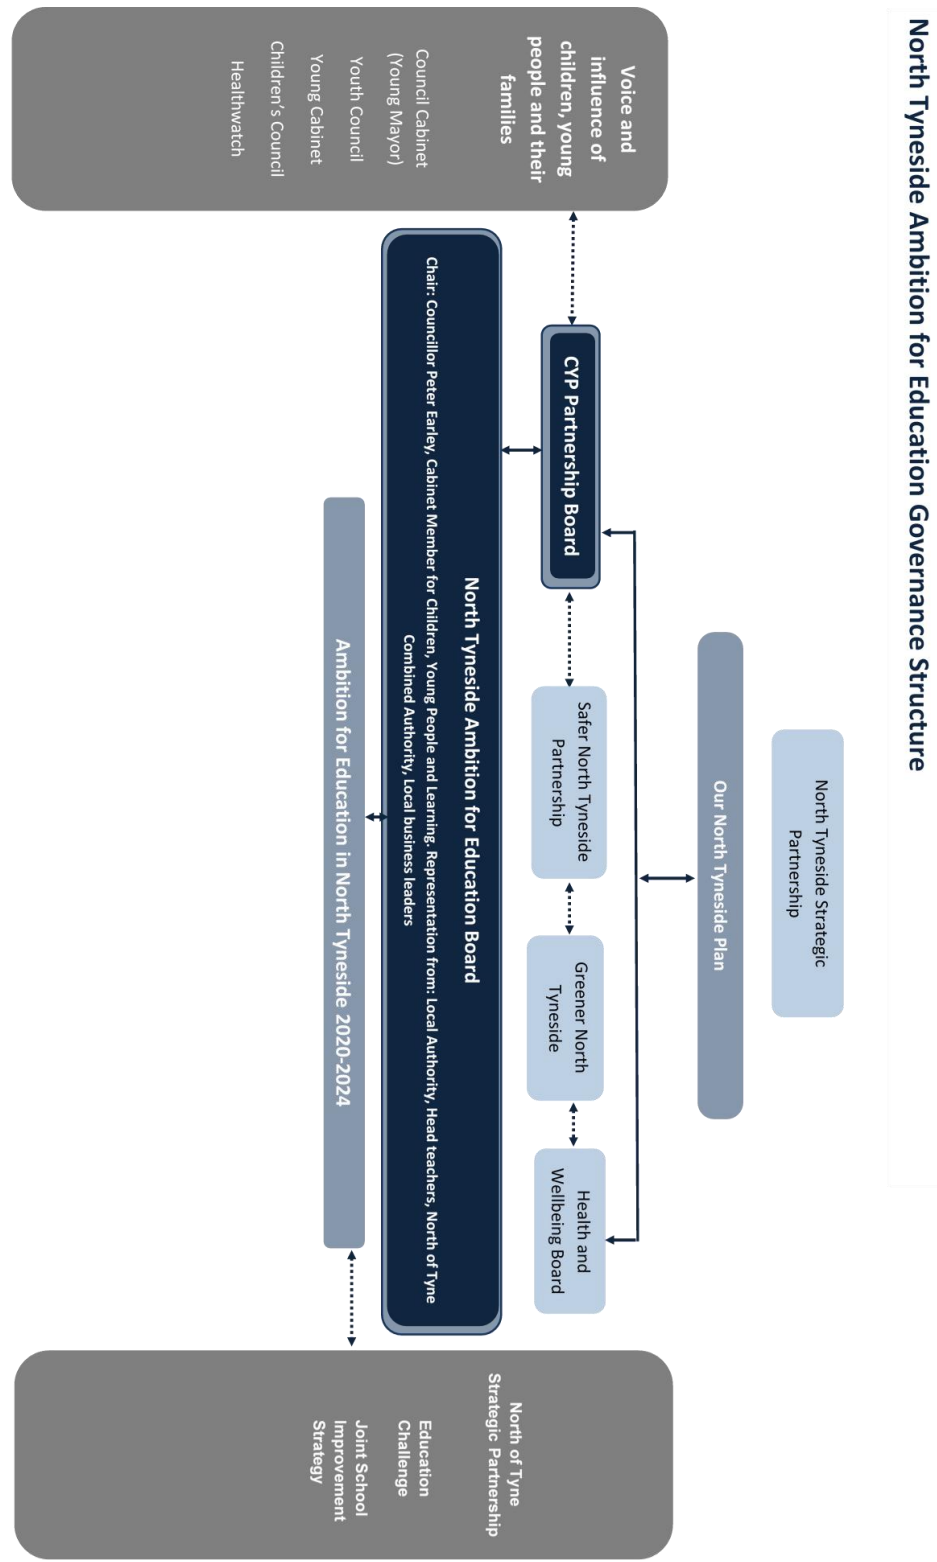 North Tyneside Ambition for Education Governance Structure
North Tyneside Strategic
Partnership
Our North Tyneside Plan
Voice and
influence of
children, young
people and their
families
Council Cabinet
(Young Mayor)
Youth Council
Young Cabinet
Children’s Council
Healthwatch
CYP Partnership Board
Safer North Tyneside
Partnership
Greener North
Tyneside
Health and
Wellbeing Board
North Tyneside Ambition for Education Board
Chair: Councillor Peter Earley, Cabinet Member for Children, Young People and Learning. Representation from: Local Authority, Head teachers, North of Tyne
Combined Authority, Local business leaders
Ambition for Education in North Tyneside 2020-2024
North of Tyne
Strategic Partnership
Education
Challenge
Joint School
Improvement
Strategy